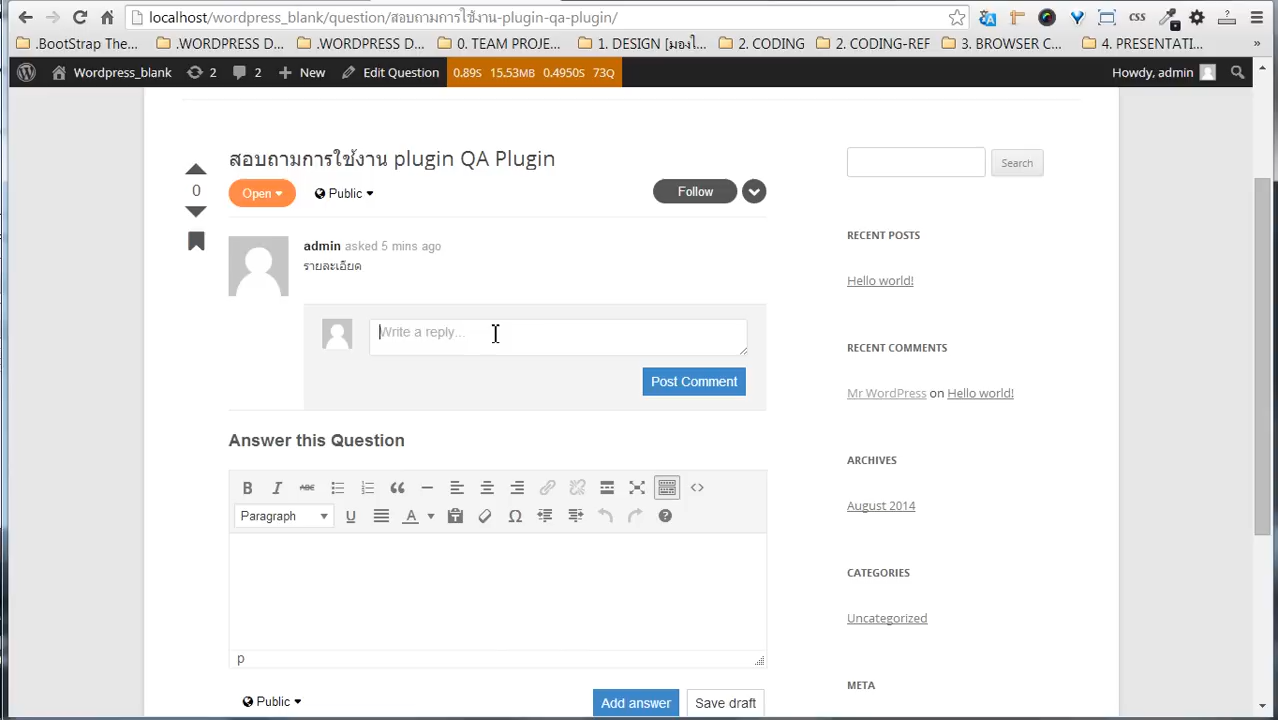 localhost/wordpress_blank/question/สอบถามการใช้งาน-plugin-qa-plugin/
CSS
.BootStrap The... .WORDPRESS D... .WORDPRESS D... 0. TEAM PROJE... 1. DESIGN [มองใ... 2. CODING 2. CODING-REF 3. BROWSER C... 4. PRESENTATI... »
Wordpress_blank 2 2 New Edit Question 0.89S 15.53MB 0.4950S 73Q Howdy, admin
สอบถามการใช้งาน plugin QA Plugin
Search
0
Open Public Follow
RECENT POSTS
admin asked 5 mins ago
รายละเอียด
Hello world!
Write a reply...
RECENT COMMENTS
Post Comment
Mr WordPress on Hello world!
Answer this Question
ARCHIVES
B I ABC
August 2014
Paragraph U A Ω ?
CATEGORIES
Uncategorized
p
META
Public Add answer Save draft